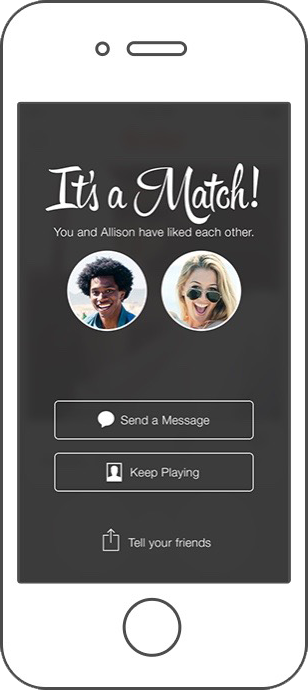 It's a Match!
You and Allison have liked each other.
Send a Message
Keep Playing
Tell your friends